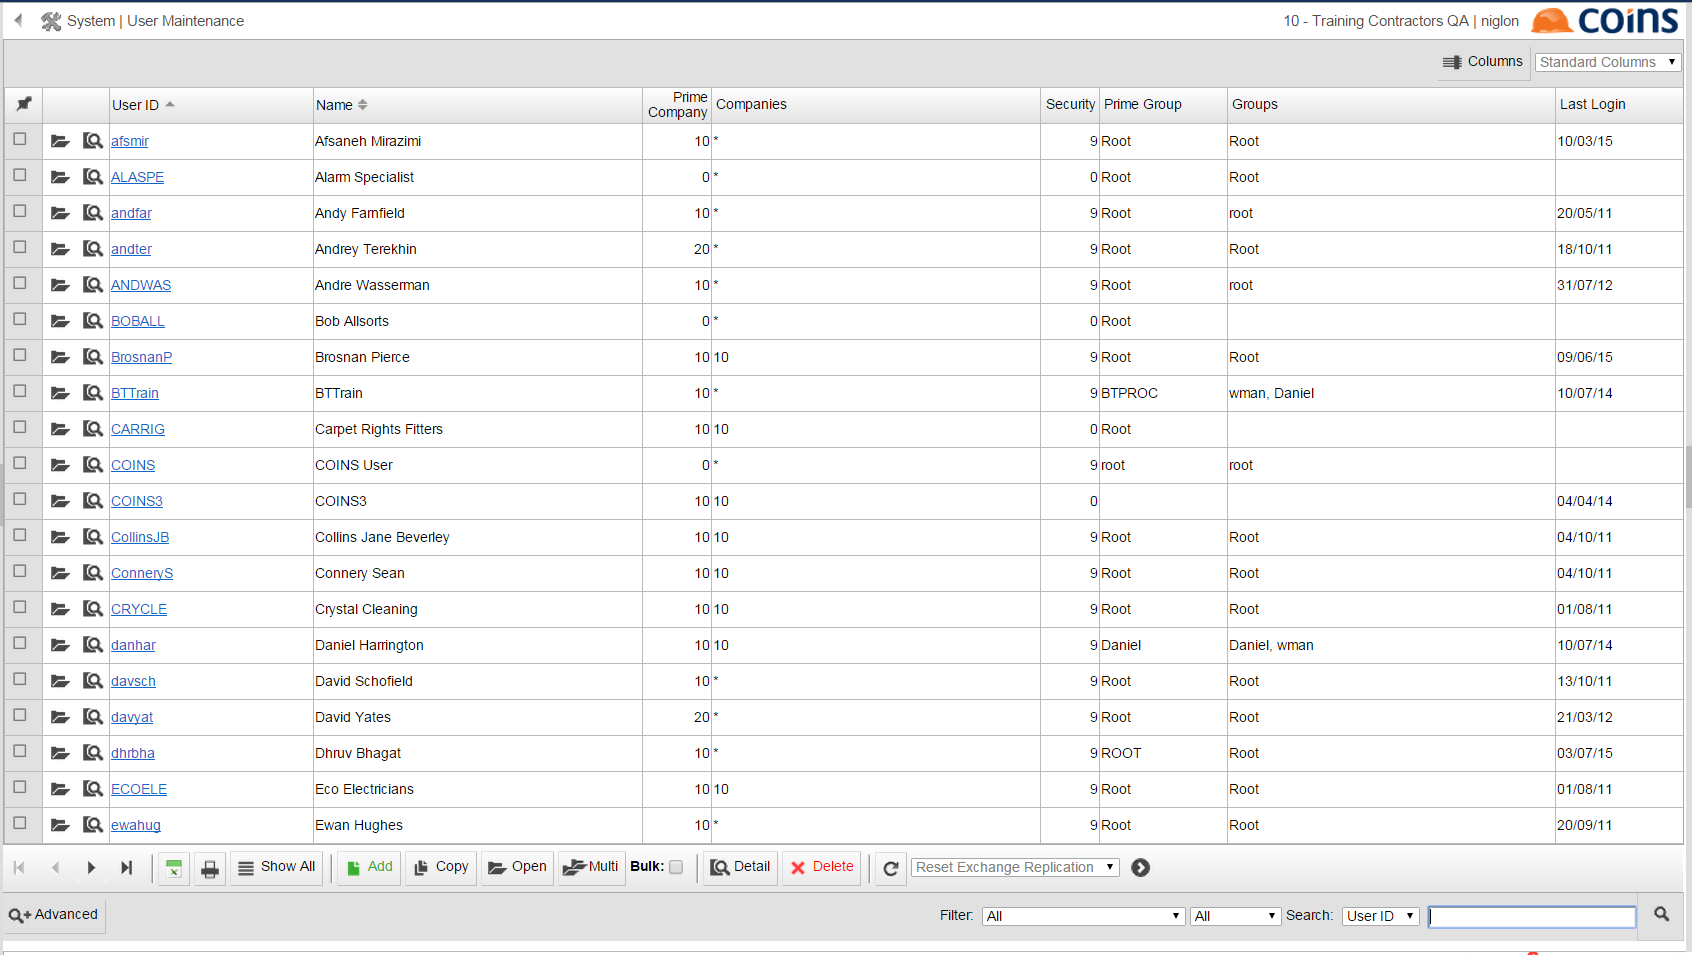 System | User Maintenance
10 - Training Contractors QA | niglon
coins
Columns
Standard Columns
User ID Name Prime Company Companies Security Prime Group Groups Last Login
afsmir Afsaneh Mirazimi 10 * 9 Root Root 10/03/15
ALASPE Alarm Specialist 0 * 0 Root Root
andfar Andy Farnfield 10 * 9 Root root 20/05/11
andter Andrey Terekhin 20 * 9 Root Root 18/10/11
ANDWAS Andre Wasserman 10 * 9 Root root 31/07/12
BOBALL Bob Allsorts 0 * 0 Root
BrosnanP Brosnan Pierce 10 10 9 Root Root 09/06/15
BTTrain BTTrain 10 * 9 BTPROC wman, Daniel 10/07/14
CARRIG Carpet Rights Fitters 10 10 0 Root
COINS COINS User 0 * 9 root root
COINS3 COINS3 10 10 0 04/04/14
CollinsJB Collins Jane Beverley 10 10 9 Root Root 04/10/11
ConneryS Connery Sean 10 10 9 Root Root 04/10/11
CRYCLE Crystal Cleaning 10 10 9 Root Root 01/08/11
danhar Daniel Harrington 10 10 9 Daniel Daniel, wman 10/07/14
davsch David Schofield 10 * 9 Root Root 13/10/11
davyat David Yates 20 * 9 Root Root 21/03/12
dhrbha Dhruv Bhagat 10 * 9 ROOT Root 03/07/15
ECOELE Eco Electricians 10 10 9 Root Root 01/08/11
ewahug Ewan Hughes 10 * 9 Root Root 20/09/11
Show All Add Copy Open Multi Bulk: Detail Delete Reset Exchange Replication
Advanced Filter: All All Search: User ID